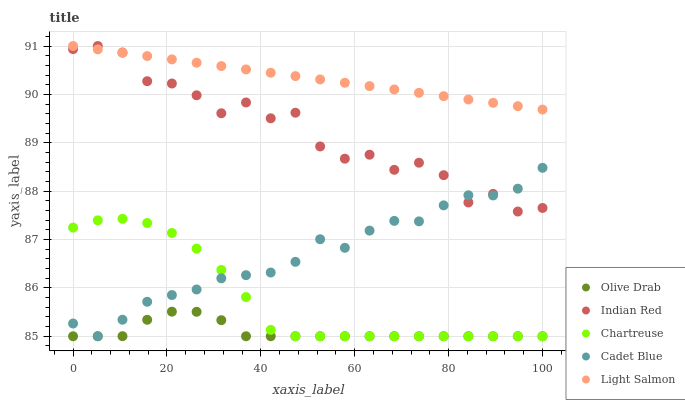 title
91
90
89
88
87
86
85
yaxis_label
0
20
40
60
80
100
xaxis_label
Olive Drab
Indian Red
Chartreuse
Cadet Blue
Light Salmon